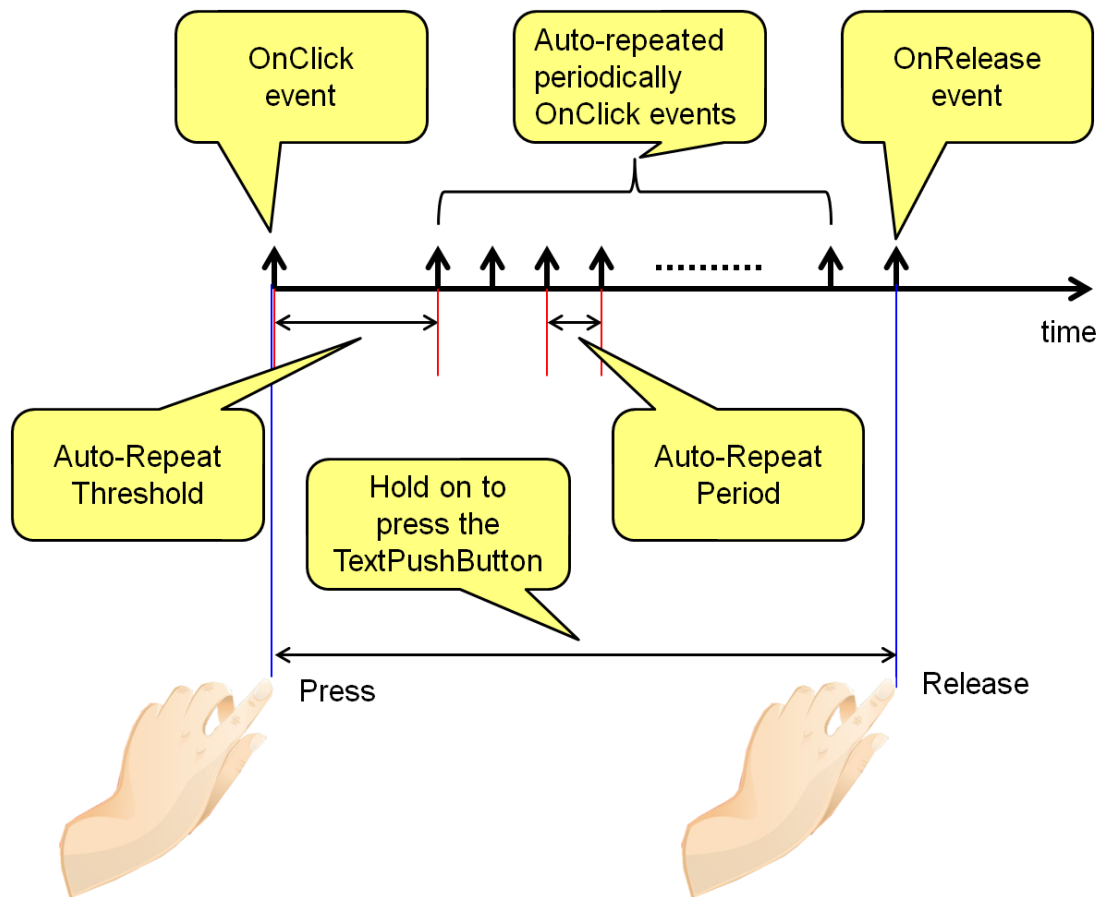 OnClick
event
Auto-repeated
periodically
OnClick events
OnRelease
event
time
Auto-Repeat
Threshold
Auto-Repeat
Period
Hold on to
press the
TextPushButton
Press
Release